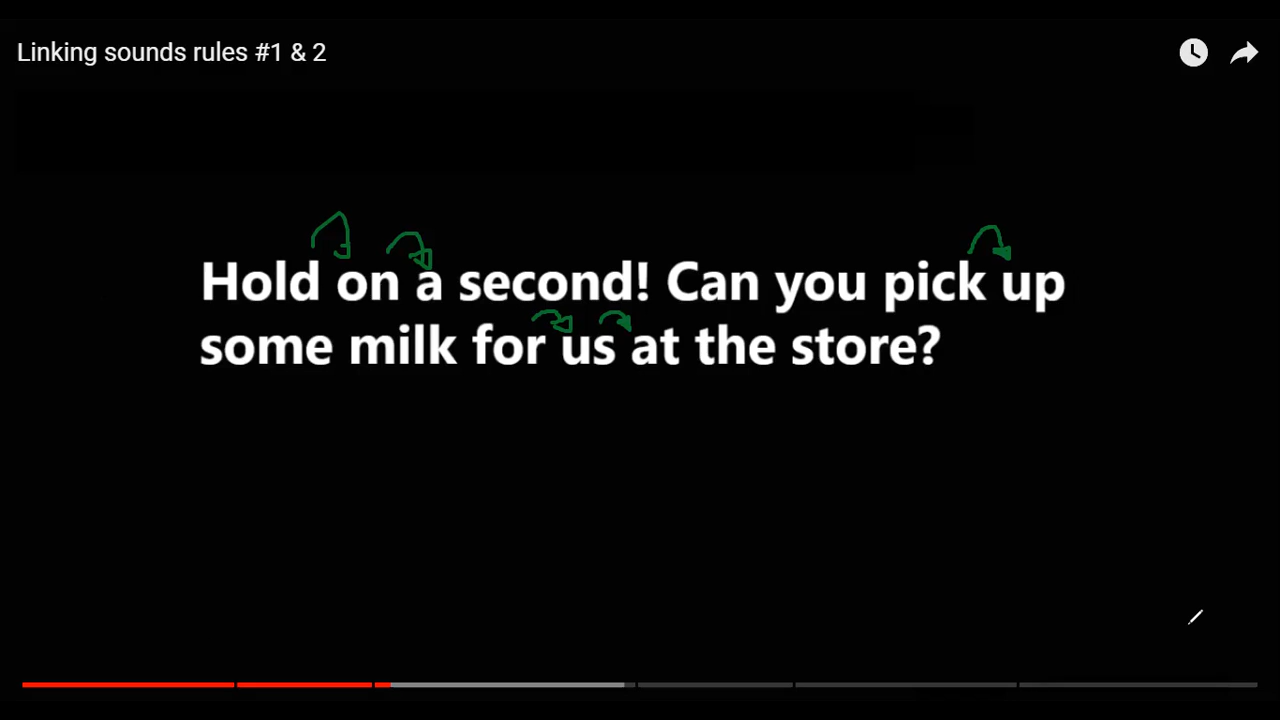 Linking sounds rules #1 & 2
Hold on a second! Can you pick up
some milk for us at the store?